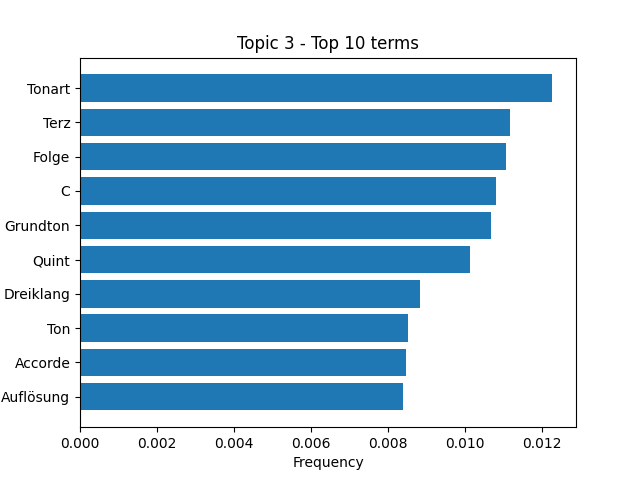 Topic 3 - Top 10 terms
Tonart
Terz
Folge
C
Grundton
Quint
Dreiklang
Ton
Accorde
Auflösung
0.000 0.002 0.004 0.006 0.008 0.010 0.012
Frequency